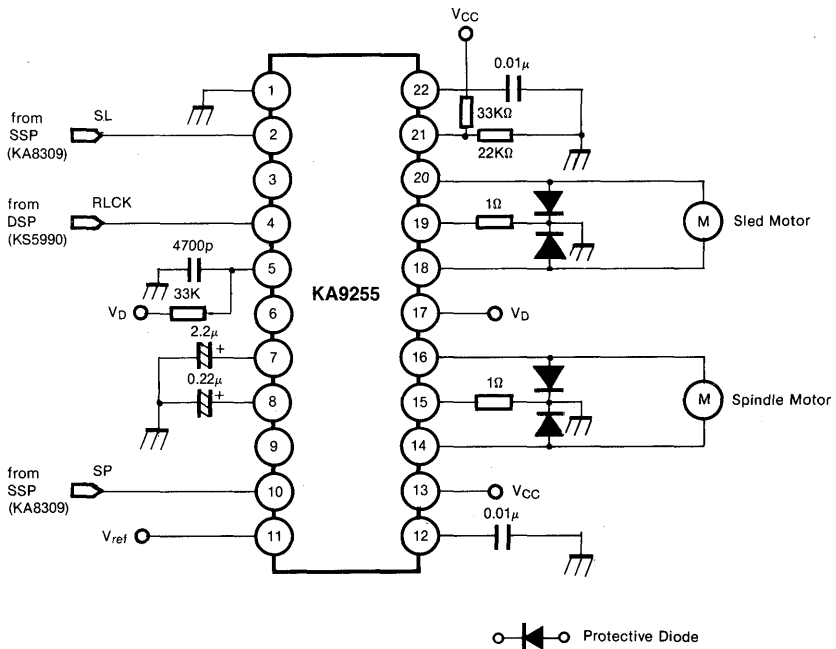 VCC
0.01μ
1
22
33KΩ
from
SSP
(KA8309)
SL
2
21
22KΩ
3
20
from
DSP
(KS5990)
RLCK
4
19
1Ω
M
Sled Motor
4700p
5
18
KA9255
33K
VD
6
17
VD
2.2μ
+
7
16
0.22μ
+
8
15
1Ω
M
Spindle Motor
9
14
from
SSP
(KA8309)
SP
10
13
VCC
0.01μ
Vref
11
12
Protective Diode